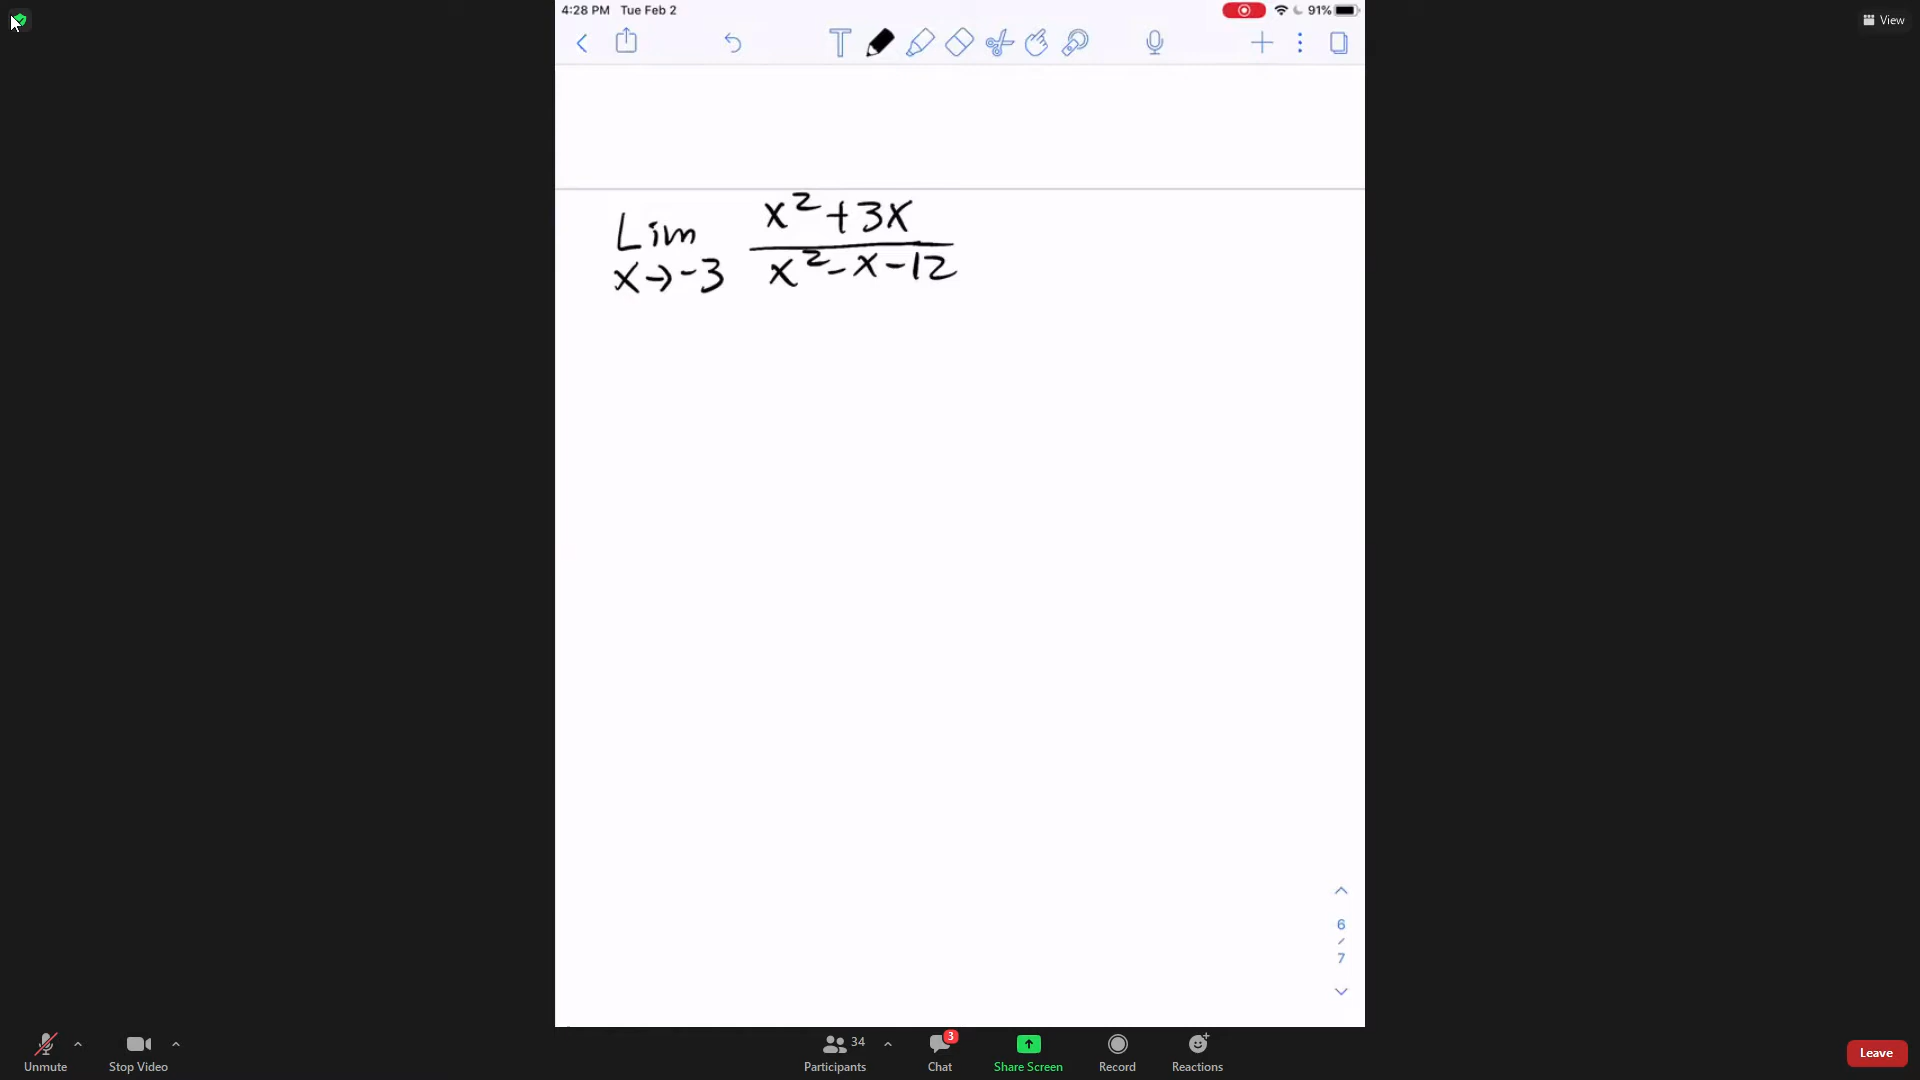 4:28 PM Tue Feb 2
91%
View
T
Lim x²+3x
x→-3 x²-x-12
6
/
7
34
3
Unmute
Stop Video
Participants
Chat
Share Screen
Record
Reactions
Leave